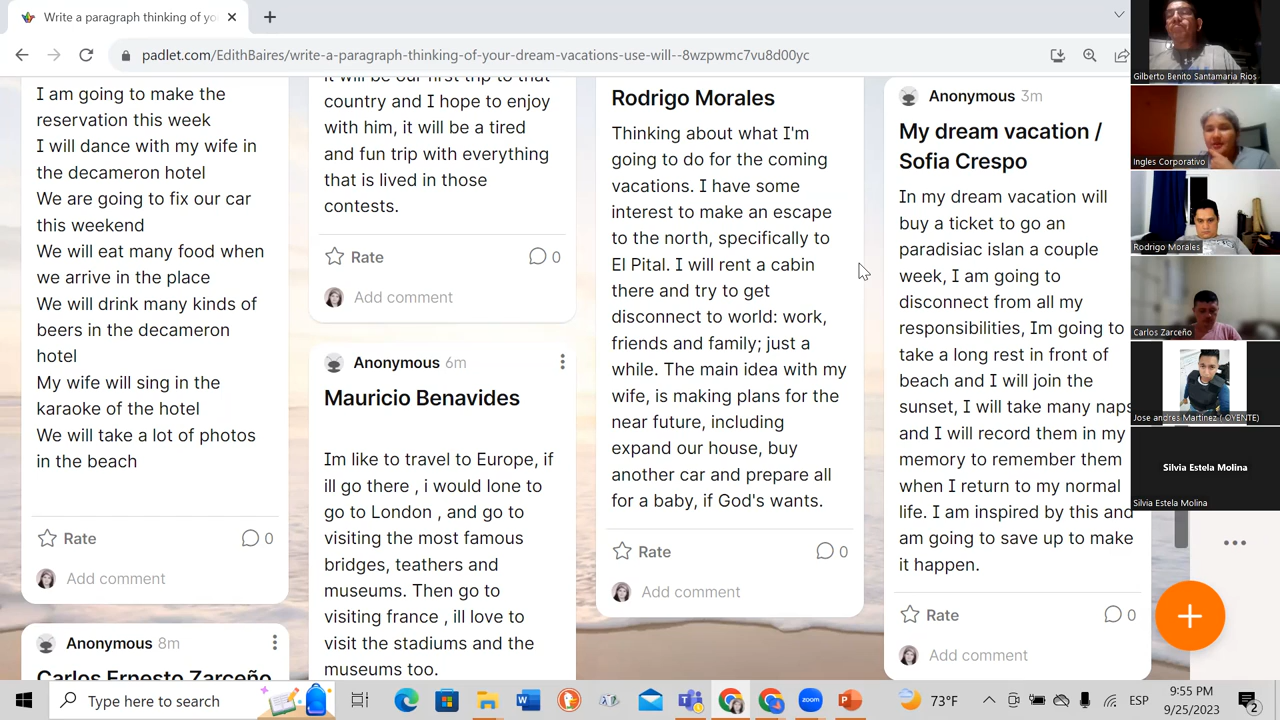 Write a paragraph thinking of yo
padlet.com/EdithBaires/write-a-paragraph-thinking-of-your-dream-vacations-use-will--8wzpwmc7vu8d00yc
I am going to make the
reservation this week
I will dance with my wife in
the decameron hotel
We are going to fix our car
this weekend
We will eat many food when
we arrive in the place
We will drink many kinds of
beers in the decameron
hotel
My wife will sing in the
karaoke of the hotel
We will take a lot of photos
in the beach
Rate
0
Add comment
Anonymous 8m
Carlos Ernesto Zarceño
it will be our first trip to that
country and I hope to enjoy
with him, it will be a tired
and fun trip with everything
that is lived in those
contests.
Rate
0
Add comment
Anonymous 6m
Mauricio Benavides
Im like to travel to Europe, if
ill go there , i would lone to
go to London , and go to
visiting the most famous
bridges, teathers and
museums. Then go to
visiting france , ill love to
visit the stadiums and the
museums too.
Rodrigo Morales
Thinking about what I'm
going to do for the coming
vacations. I have some
interest to make an escape
to the north, specifically to
El Pital. I will rent a cabin
there and try to get
disconnect to world: work,
friends and family; just a
while. The main idea with my
wife, is making plans for the
near future, including
expand our house, buy
another car and prepare all
for a baby, if God's wants.
Rate
0
Add comment
Anonymous 3m
My dream vacation /
Sofia Crespo
In my dream vacation will
buy a ticket to go an
paradisiac islan a couple
week, I am going to
disconnect from all my
responsibilities, Im going to
take a long rest in front of
beach and I will join the
sunset, I will take many naps
and I will record them in my
memory to remember them
when I return to my normal
life. I am inspired by this and
am going to save up to make
it happen.
Rate
0
Add comment
Gilberto Benito Santamaria Rios
Ingles Corporativo
Rodrigo Morales
Carlos Zarceño
Jose andres Martinez ( OYENTE)
Silvia Estela Molina
Silvia Estela Molina
Type here to search
zoom
73°F
ESP
9:55 PM
9/25/2023
2